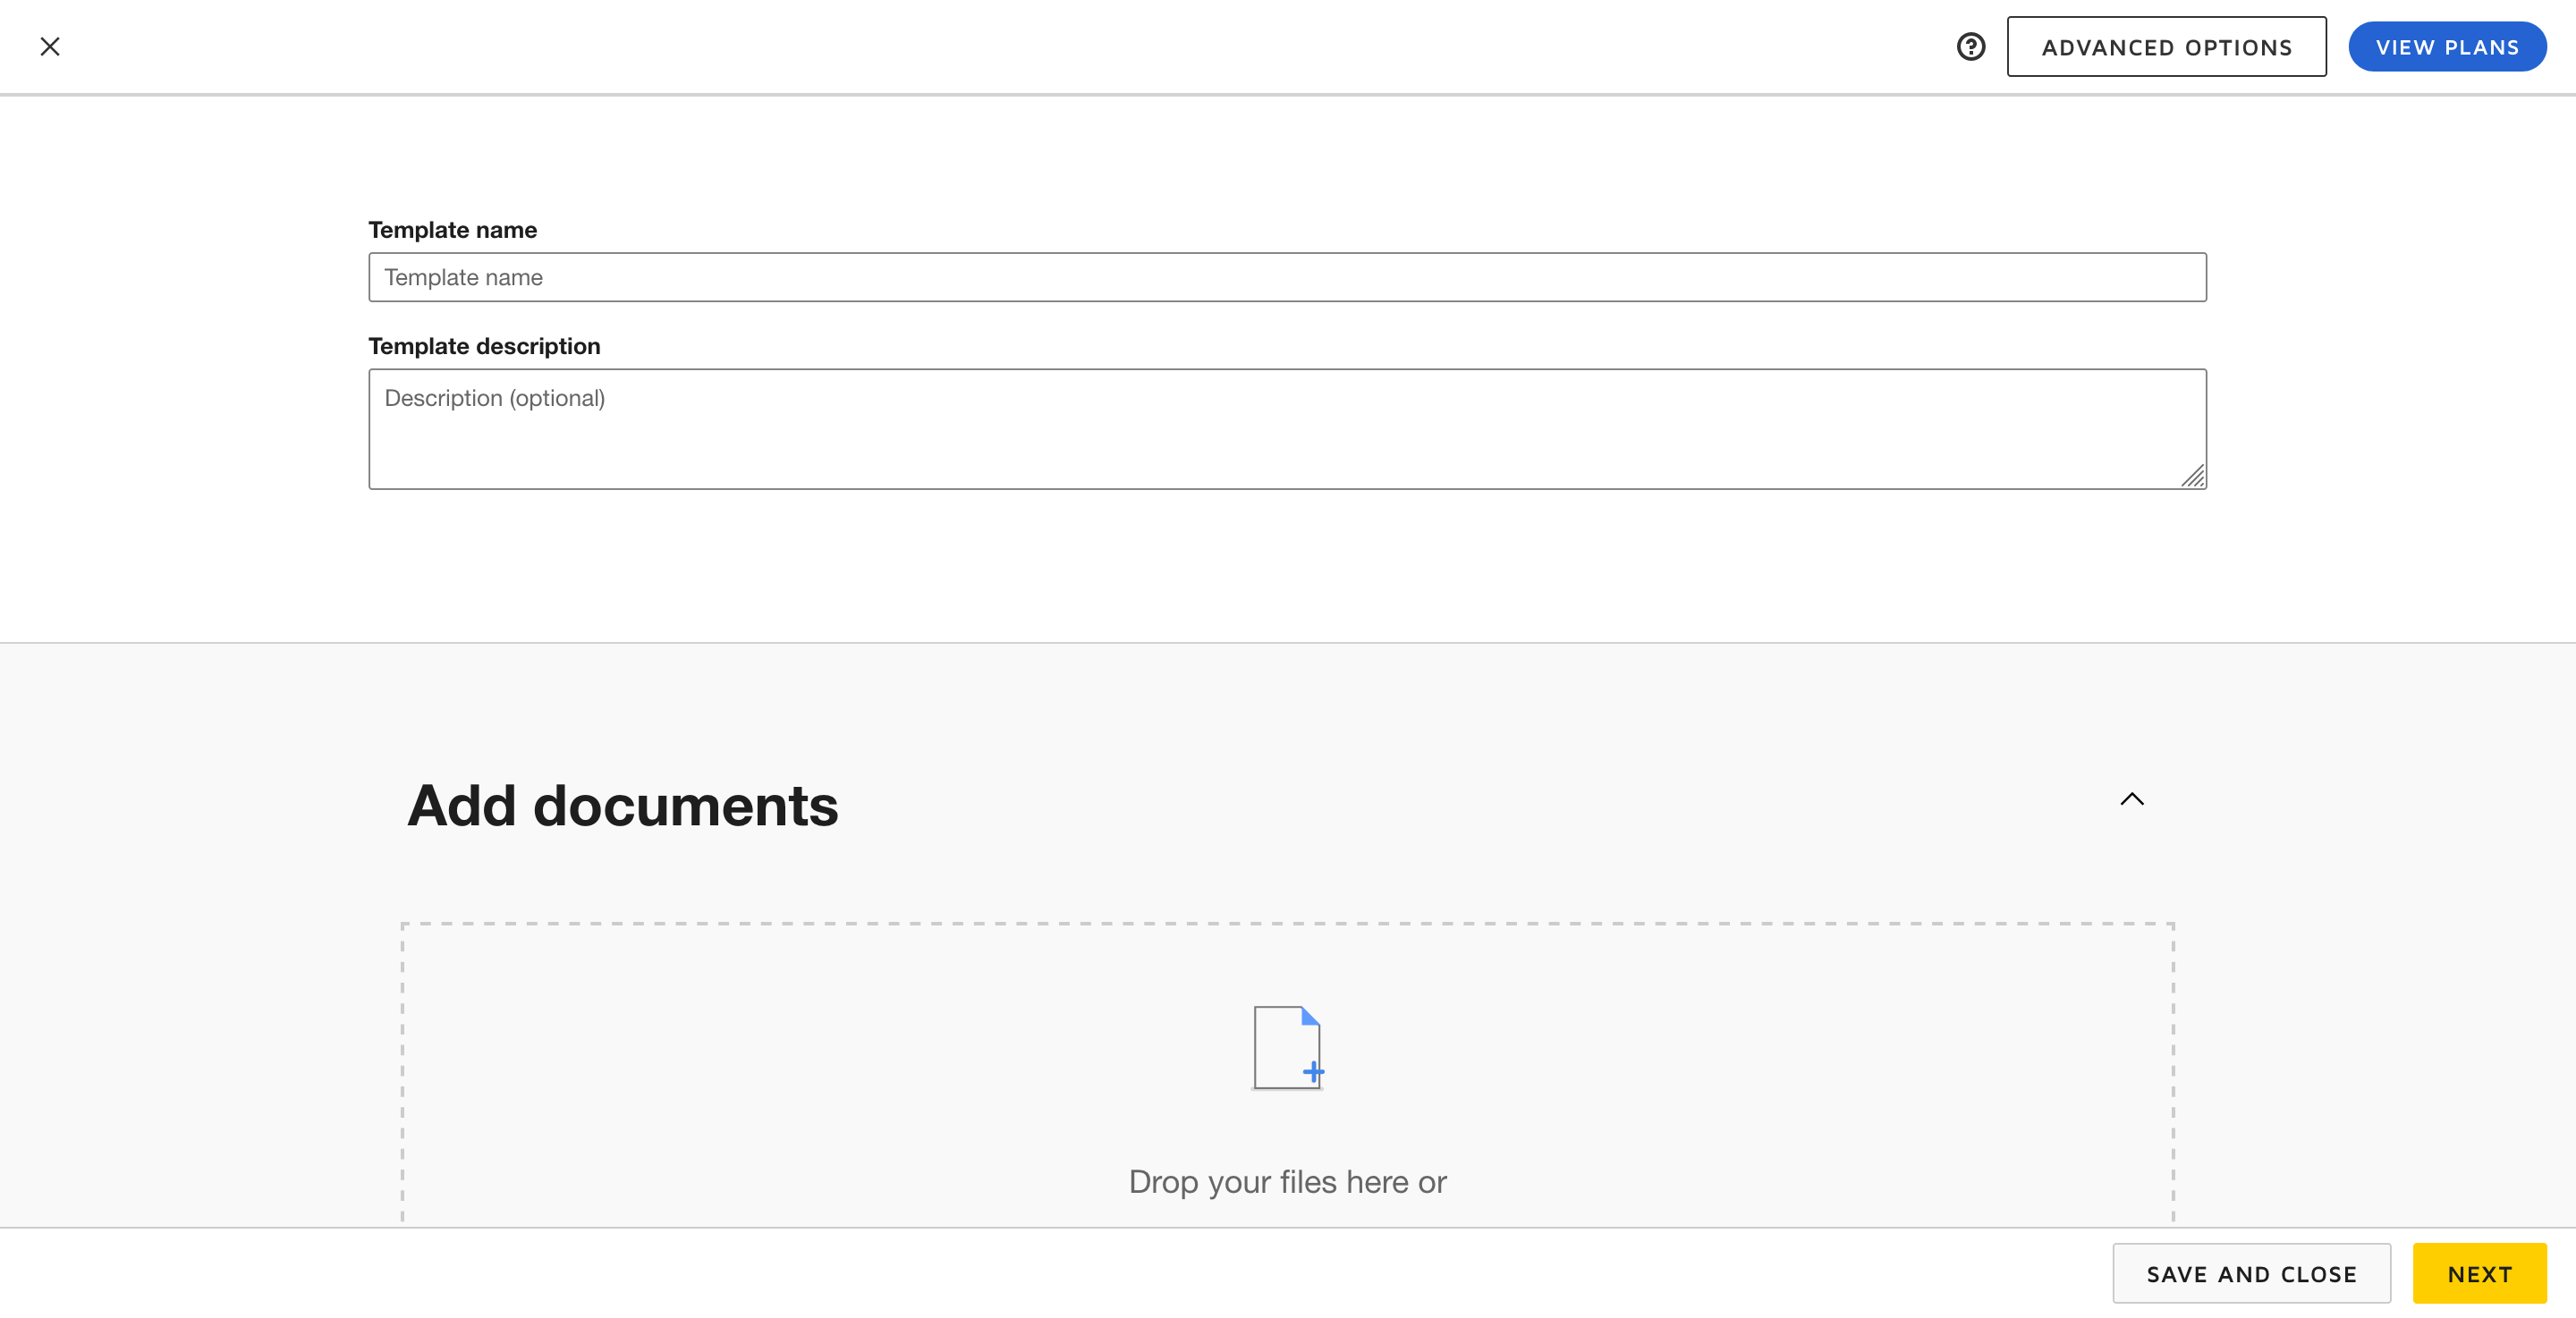 ADVANCED OPTIONS
VIEW PLANS
Template name
Template name
Template description
Description (optional)
Add documents
Drop your files here or
SAVE AND CLOSE
NEXT